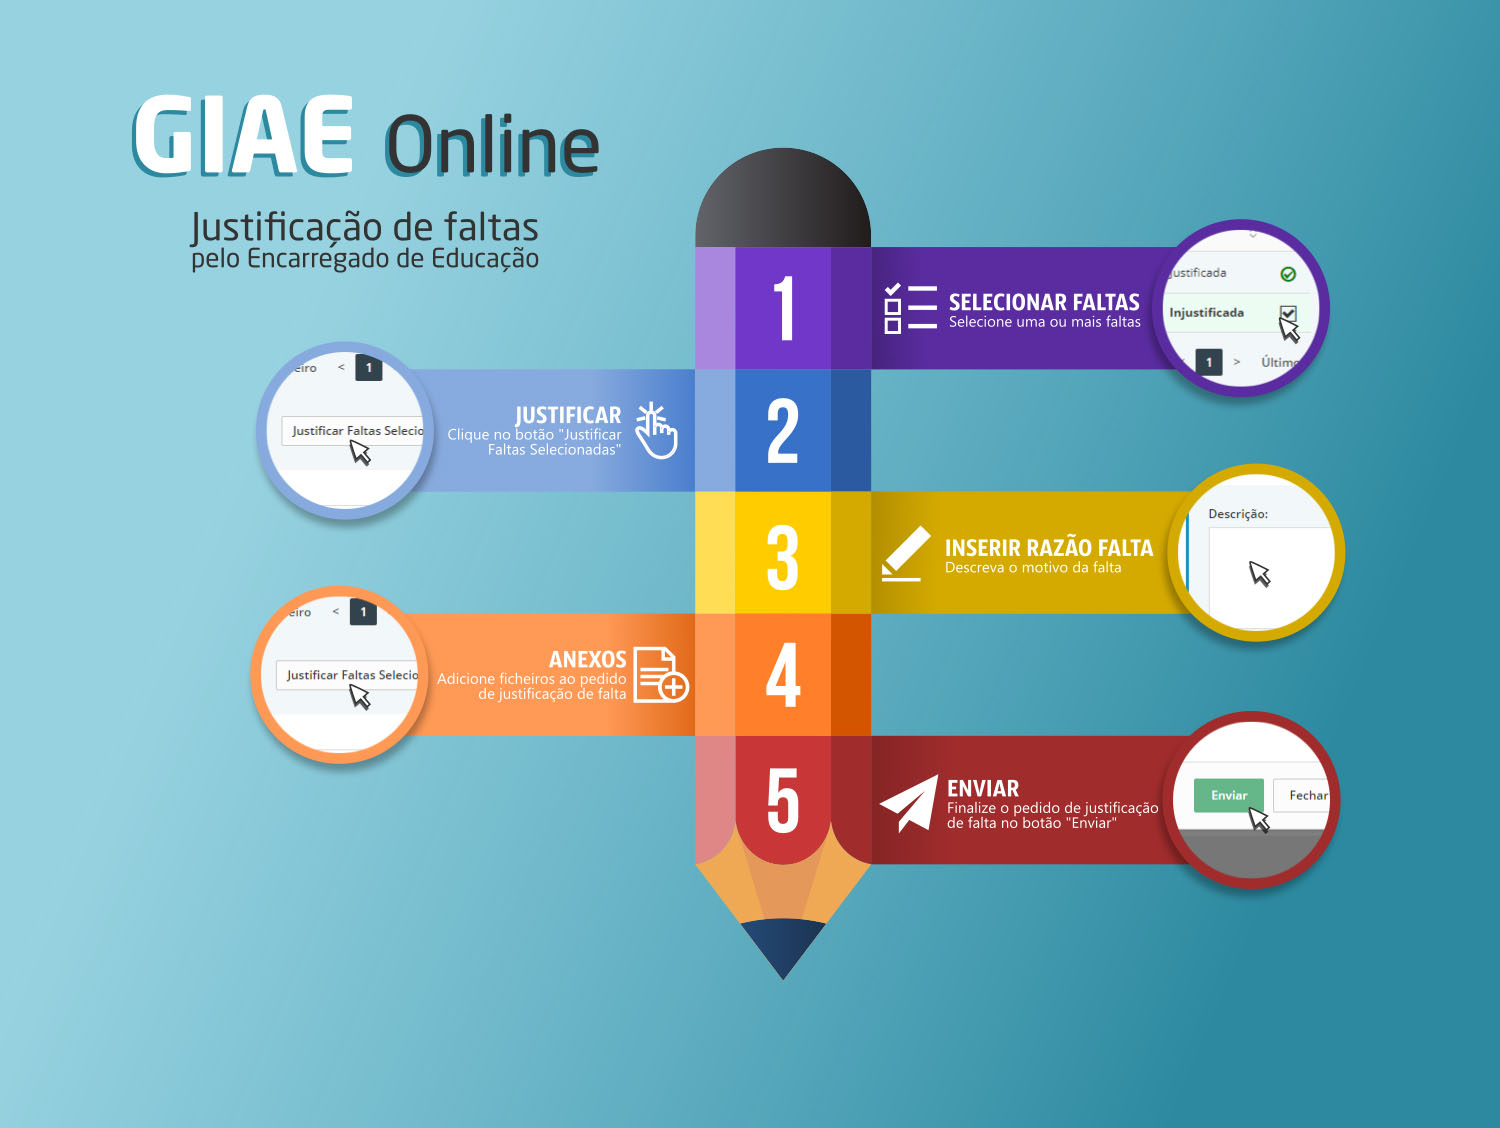 GIAE Online
Justificação de faltas
pelo Encarregado de Educação
1
SELECIONAR FALTAS
Selecione uma ou mais faltas
Justificada
Injustificada
1 >
2
JUSTIFICAR
Clique no botão "Justificar
Faltas Selecionadas"
eiro < 1
Justificar Faltas Selecio
3
INSERIR RAZÃO FALTA
Descreva o motivo da falta
Descrição:
4
ANEXOS
Adicione ficheiros ao pedido
de justificação de falta
eiro < 1
Justificar Faltas Selecio
5
ENVIAR
Finalize o pedido de justificação
de falta no botão "Enviar"
Enviar Fechar